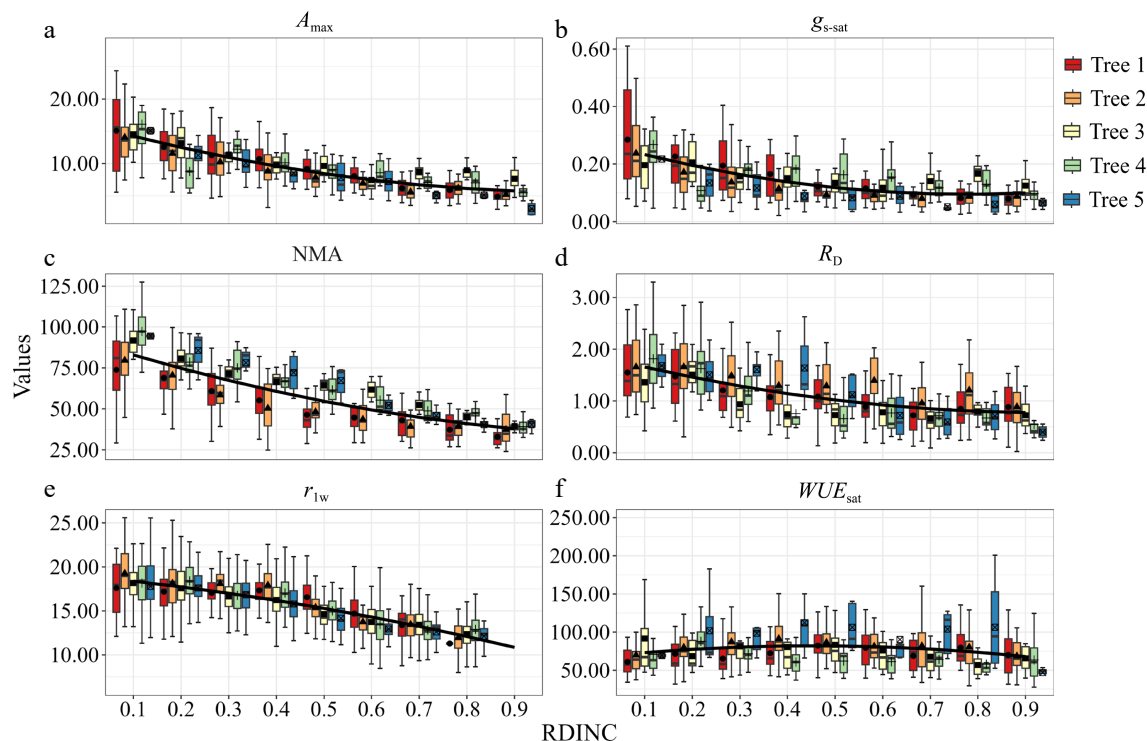 a
A max
b
g s-sat
20.00
10.00
0.60
0.40
0.20
0.00
Tree 1
Tree 2
Tree 3
Tree 4
Tree 5
c
NMA
d
R D
125.00
100.00
75.00
50.00
25.00
3.00
2.00
1.00
0.00
Values
e
r 1w
f
WUE sat
25.00
20.00
15.00
10.00
250.00
200.00
150.00
100.00
50.00
0.1 0.2 0.3 0.4 0.5 0.6 0.7 0.8 0.9
0.1 0.2 0.3 0.4 0.5 0.6 0.7 0.8 0.9
RDINC